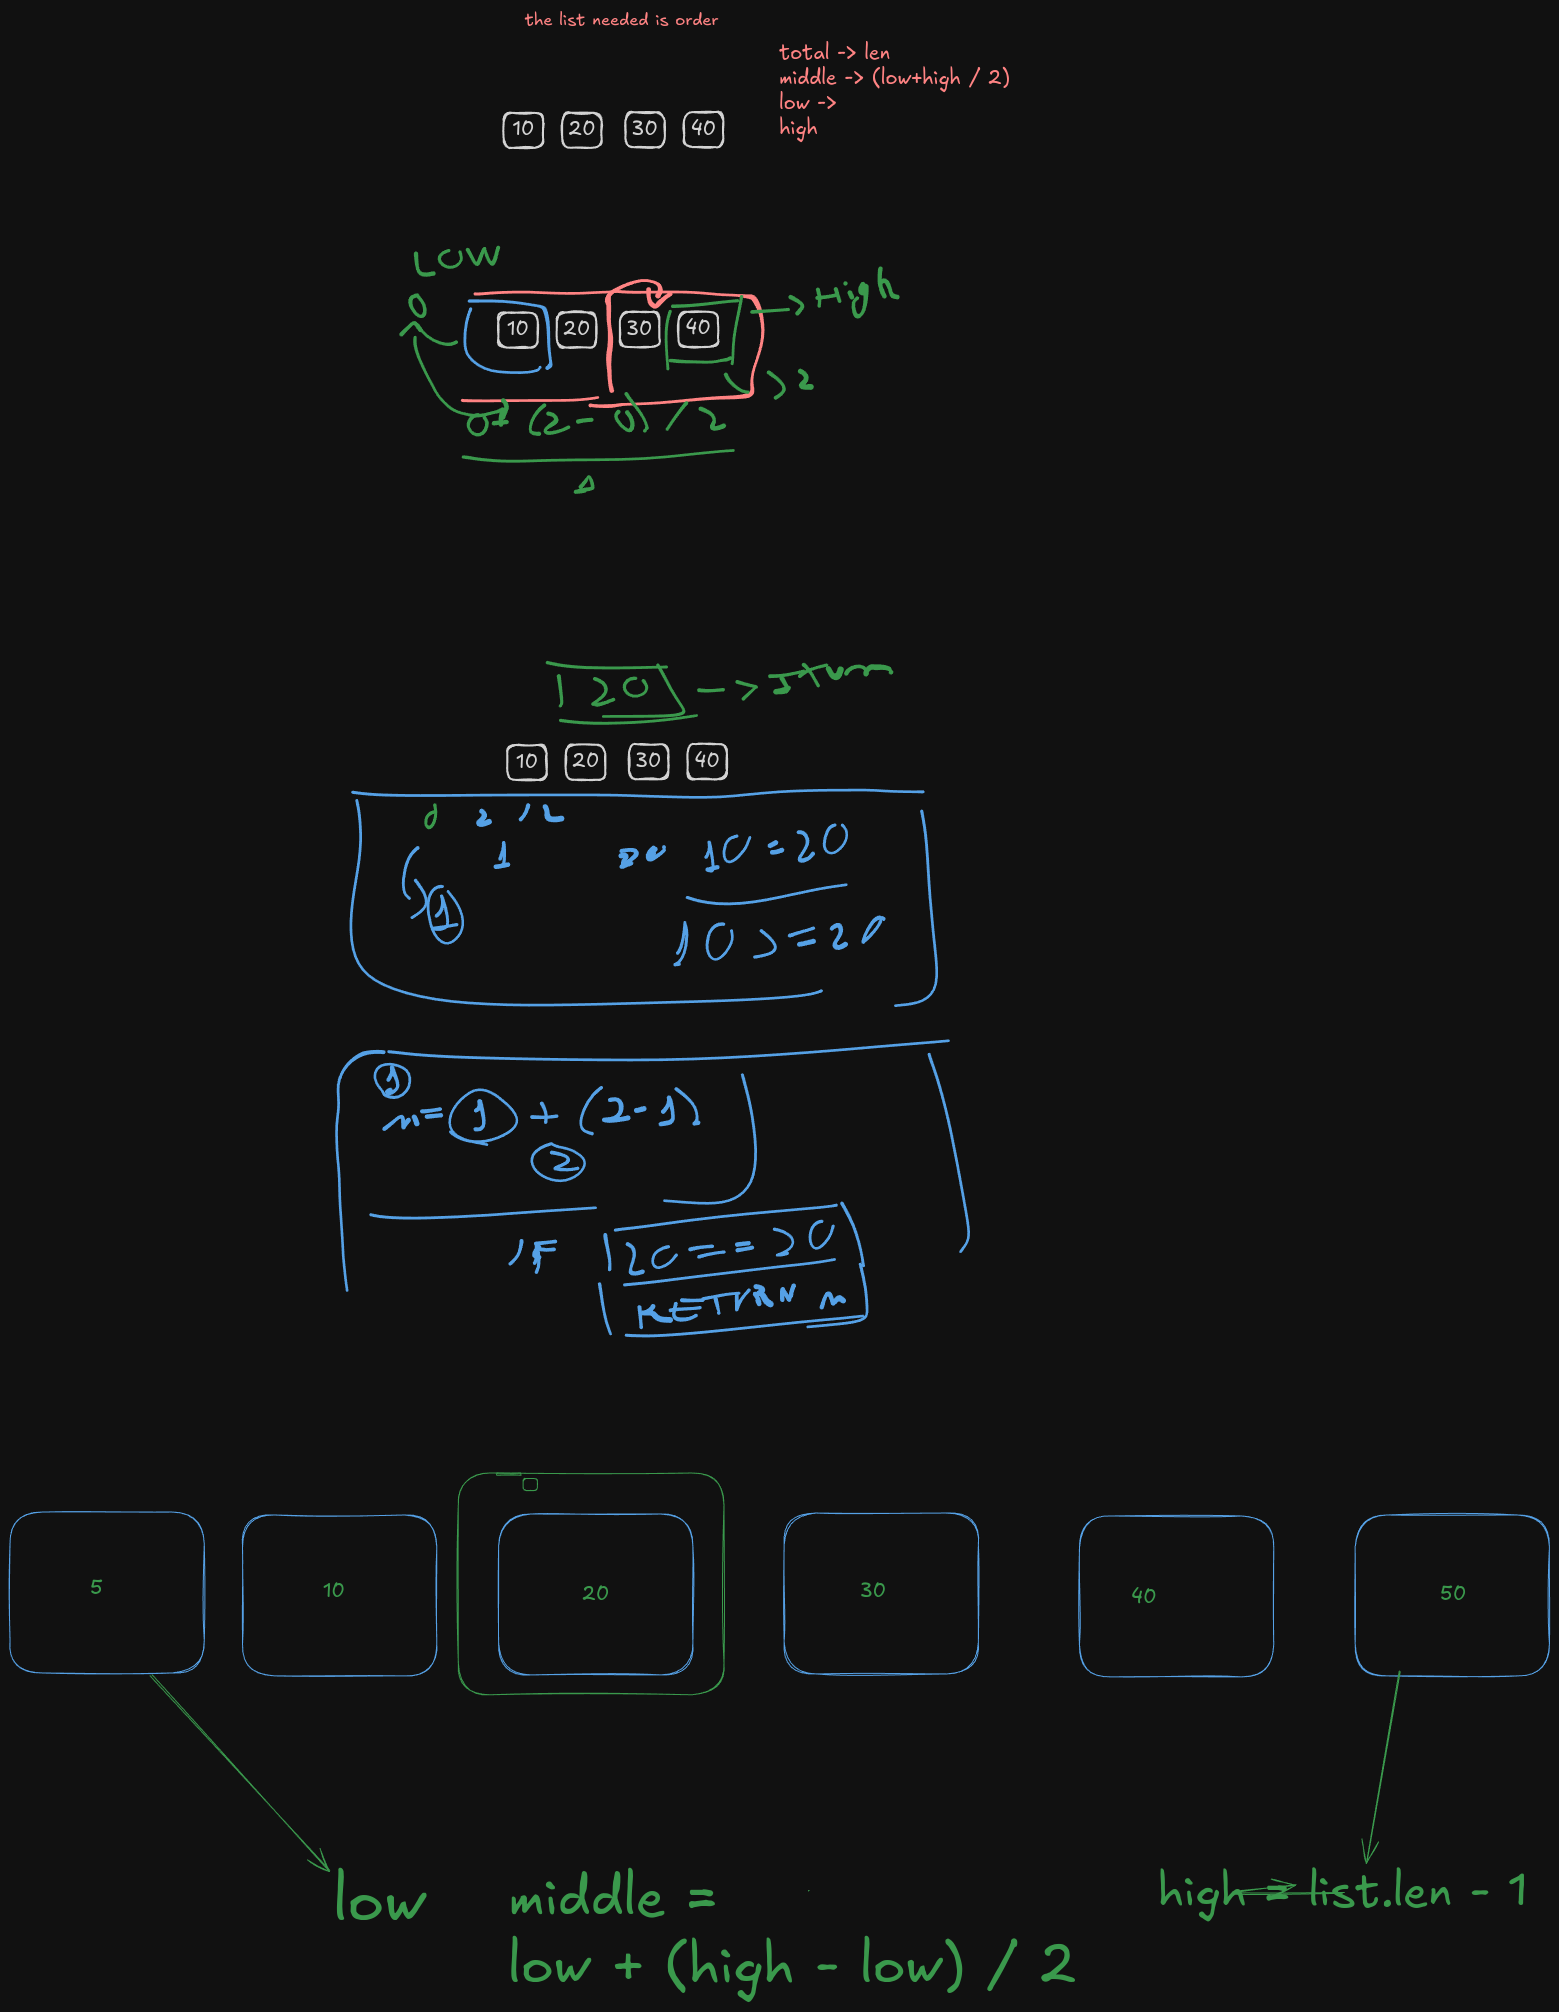 the list needed is order
total -> len
middle -> (low+high / 2)
low ->
high
10 20 30 40
LOW
0
10 20 30 40
-> High
2
0+ (2-0) / 2
20 ->
10 20 30 40
0 2 / 2
1
10=20
1
10 >=20
1
m= 1 + (2-1)
2
IF 20 == 20
RETURN m
5 10 20 30 40 50
low
middle =
high = list.len - 1
low + (high - low) / 2